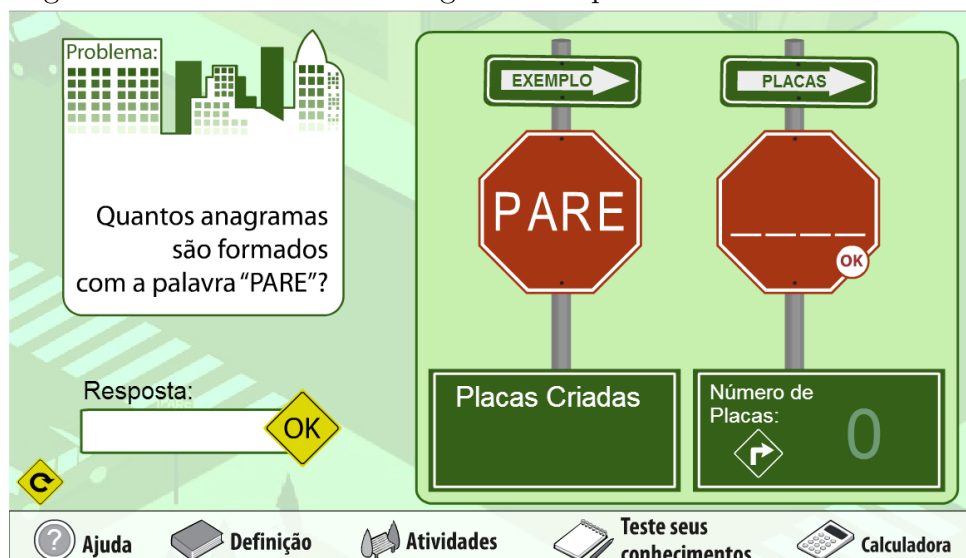 Problema:
Quantos anagramas
são formados
com a palavra "PARE"?
Resposta:
OK
EXEMPLO
PARE
Placas Criadas
PLACAS
OK
Número de
Placas:
0
? Ajuda
Definição
Atividades
Teste seus
conhecimentos
Calculadora